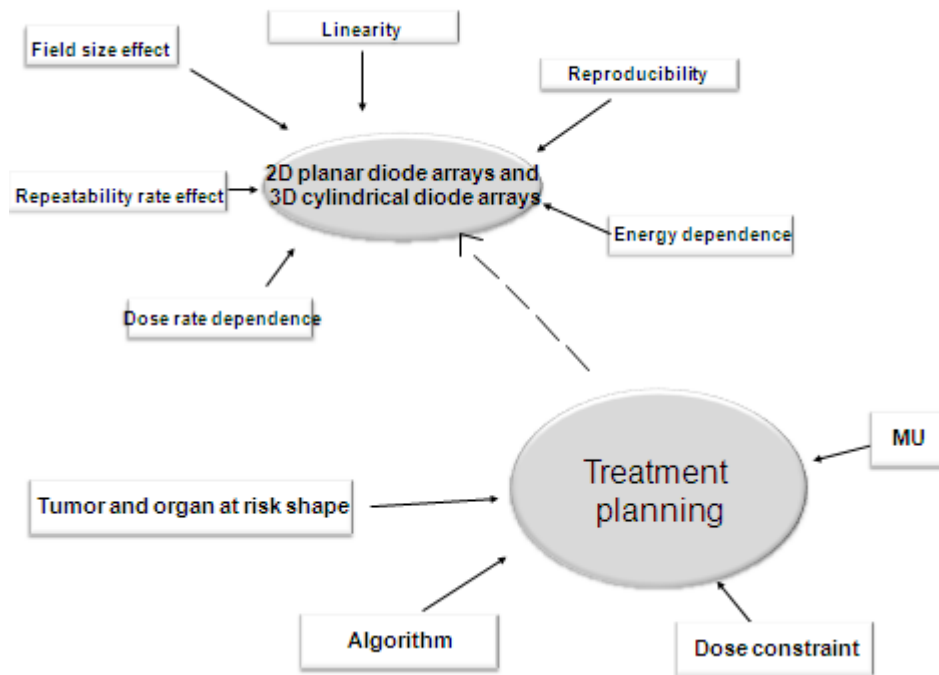 Linearity
Field size effect
Reproducibility
2D planar diode arrays and
3D cylindrical diode arrays
Repeatability rate effect
Energy dependence
Dose rate dependence
MU
Treatment
planning
Tumor and organ at risk shape
Algorithm
Dose constraint